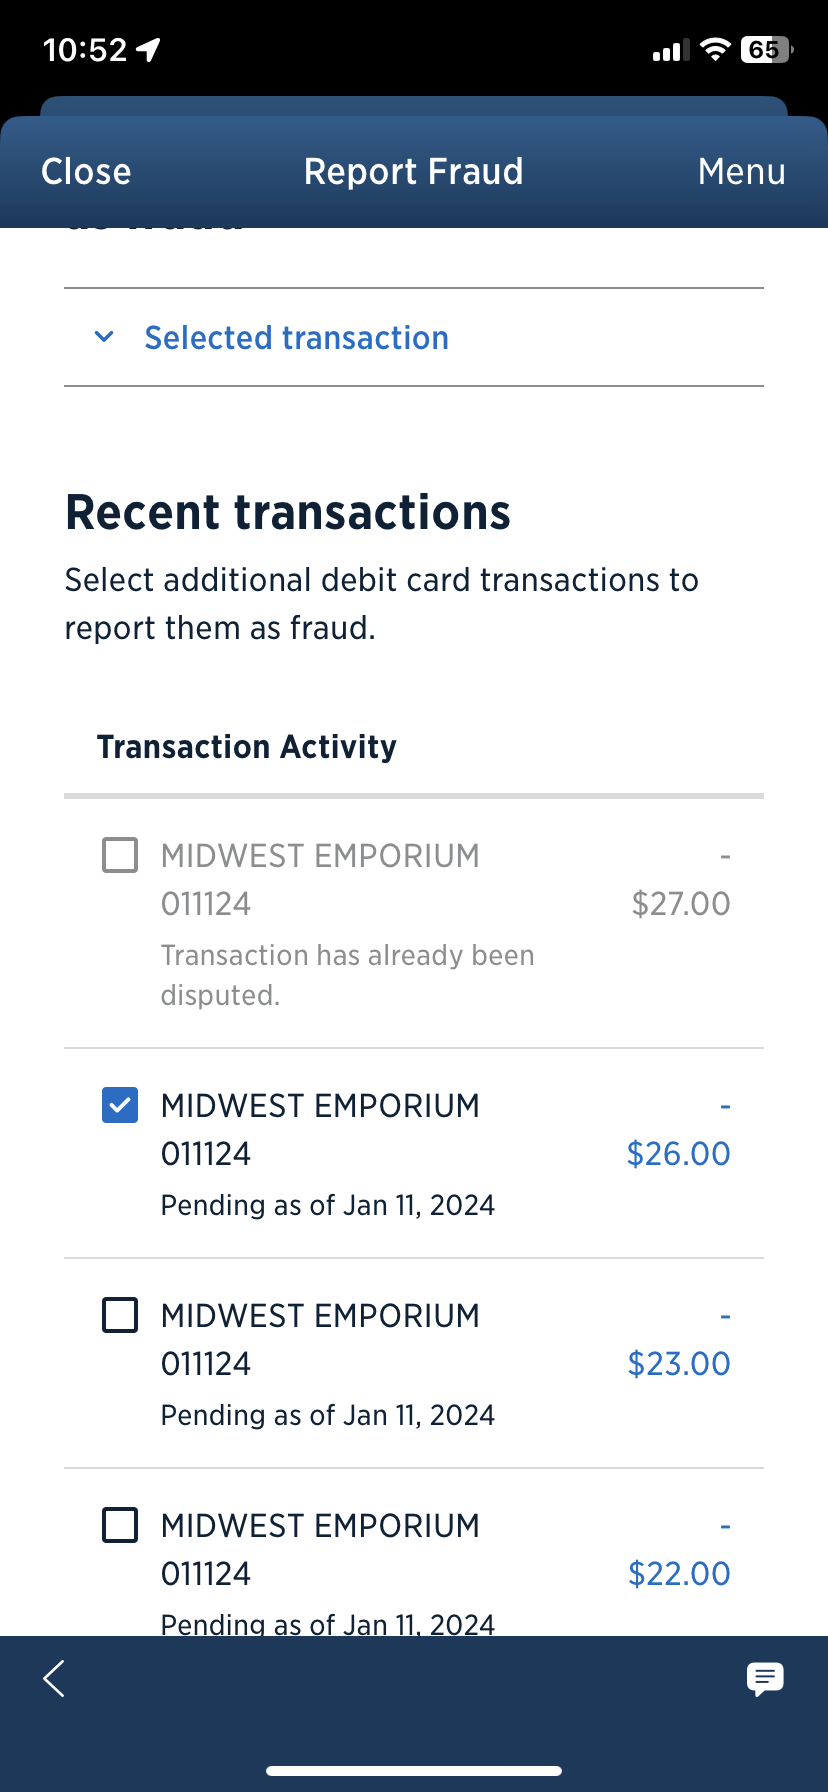 10:52
65
Close Report Fraud Menu
Selected transaction
Recent transactions
Select additional debit card transactions to
report them as fraud.
Transaction Activity
MIDWEST EMPORIUM -
011124 $27.00
Transaction has already been
disputed.
MIDWEST EMPORIUM -
011124 $26.00
Pending as of Jan 11, 2024
MIDWEST EMPORIUM -
011124 $23.00
Pending as of Jan 11, 2024
MIDWEST EMPORIUM -
011124 $22.00
Pending as of Jan 11, 2024